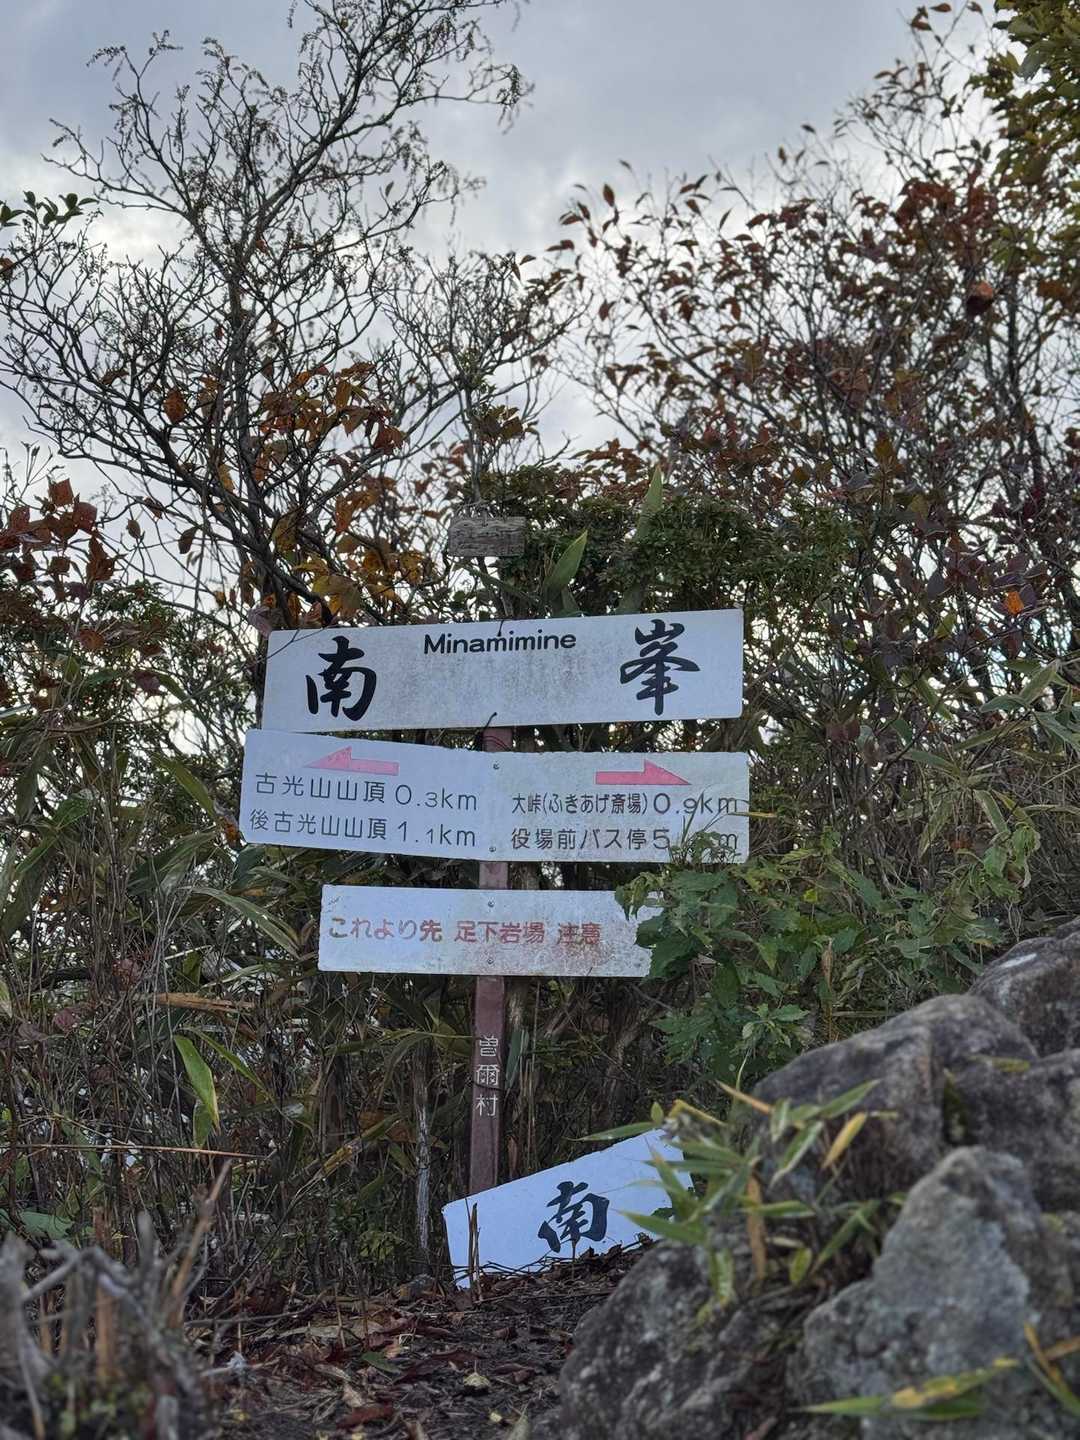 Minamimine
南 峯
古光山山頂 0.3km
後古光山山頂 1.1km
大峠(ふきあげ斎場) 0.9km
役場前バス停 5. km
これより先 足下岩場 注意
曽爾村
南